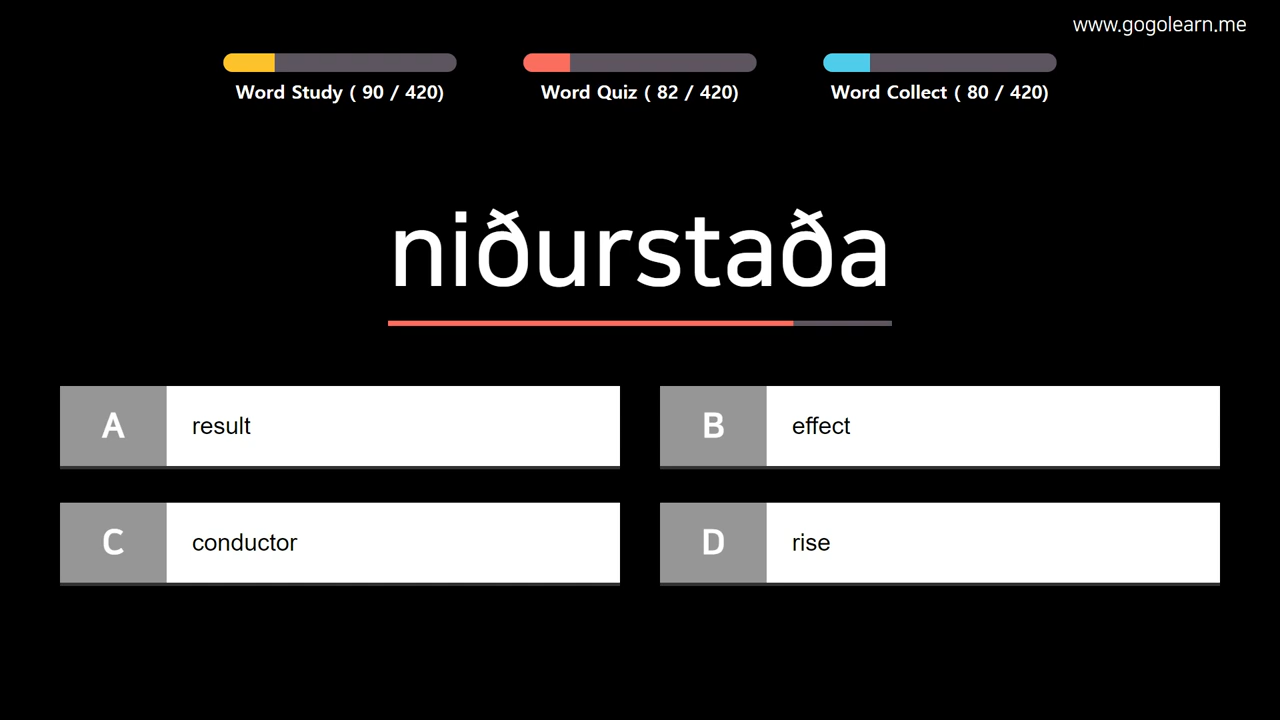 www.gogolearn.me
Word Study ( 90 / 420)
Word Quiz ( 82 / 420)
Word Collect ( 80 / 420)
niðurstaða
A result
B effect
C conductor
D rise